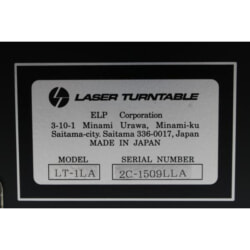 LASER TURNTABLE
ELP Corporation
3-10-1 Minami Urawa, Minami-ku
Saitama-city. Saitama 336-0017, Japan
MADE IN JAPAN
MODEL SERIAL NUMBER
LT-1LA 2C-1509LLA